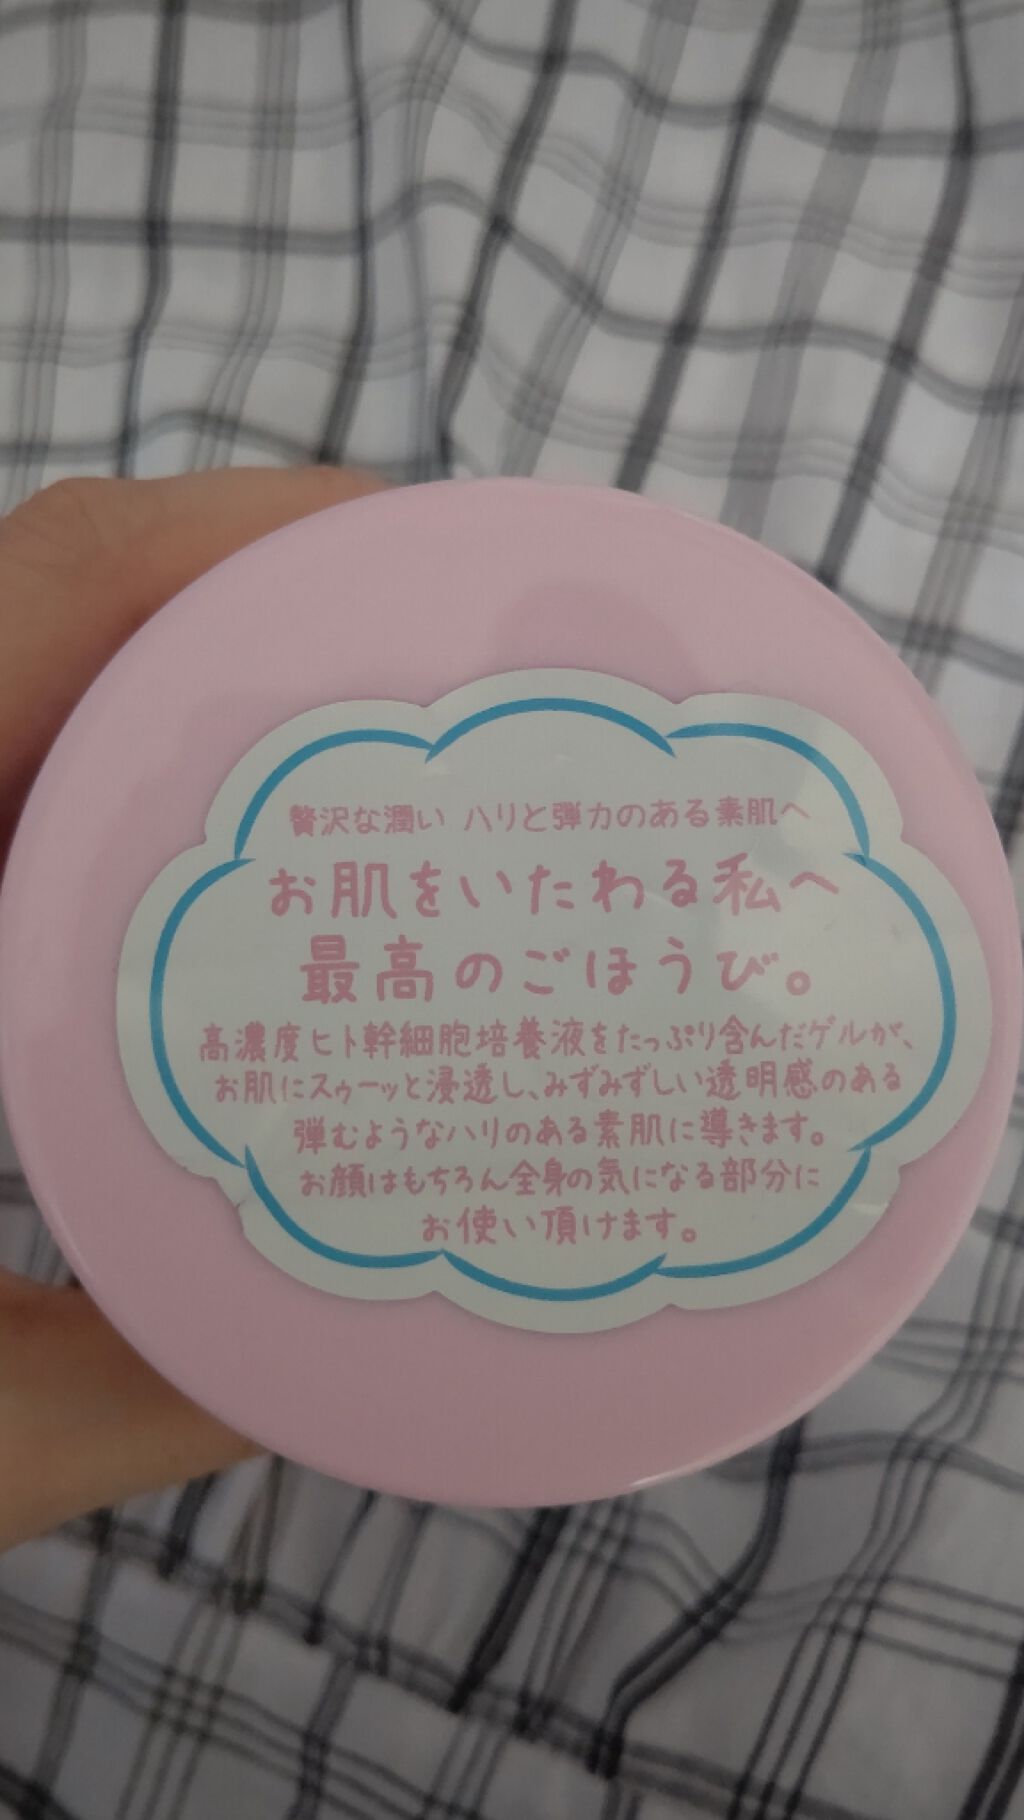 贅沢な潤い ハリと弾力のある素肌へ
お肌をいたわる私へ
最高のごほうび。
高濃度ヒト幹細胞培養液をたっぷり含んだゲルが、
お肌にスゥーッと浸透し、みずみずしい透明感のある
弾むようなハリのある素肌に導きます。
お顔はもちろん全身の気になる部分に
お使い頂けます。